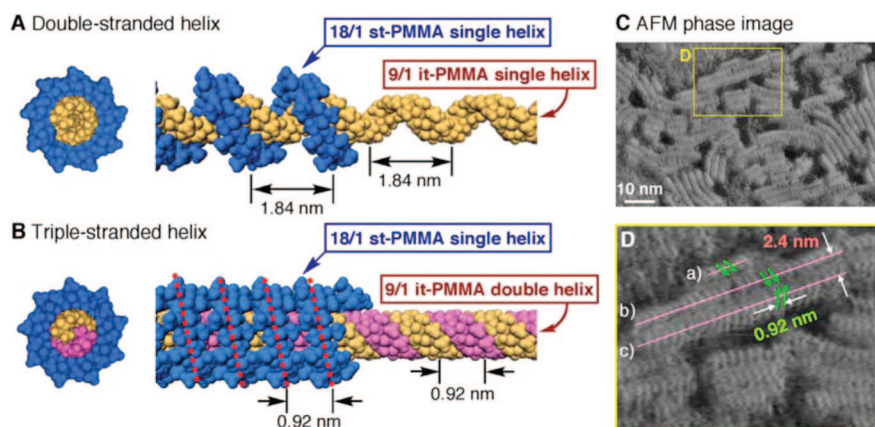 A Double-stranded helix
18/1 st-PMMA single helix
9/1 it-PMMA single helix
1.84 nm
1.84 nm
B Triple-stranded helix
18/1 st-PMMA single helix
9/1 it-PMMA double helix
0.92 nm
0.92 nm
C AFM phase image
D
10 nm
D
2.4 nm
a)
b)
0.92 nm
c)